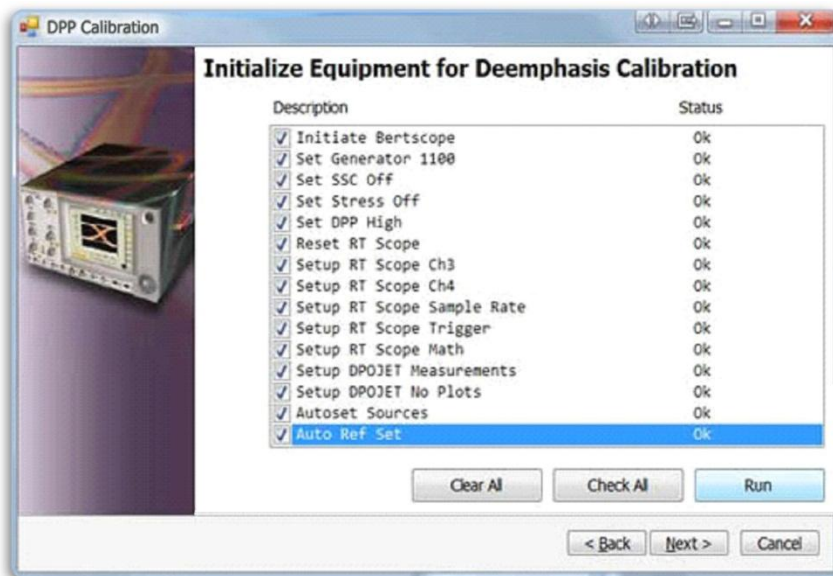 DPP Calibration
Initialize Equipment for Deemphasis Calibration
Description Status
Initiate Bertscope Ok
Set Generator 1100 Ok
Set SSC Off Ok
Set Stress Off Ok
Set DPP High Ok
Reset RT Scope Ok
Setup RT Scope Ch3 Ok
Setup RT Scope Ch4 Ok
Setup RT Scope Sample Rate Ok
Setup RT Scope Trigger Ok
Setup RT Scope Math Ok
Setup DPOJET Measurements Ok
Setup DPOJET No Plots Ok
Autoset Sources Ok
Auto Ref Set Ok
Clear All Check All Run
< Back Next > Cancel